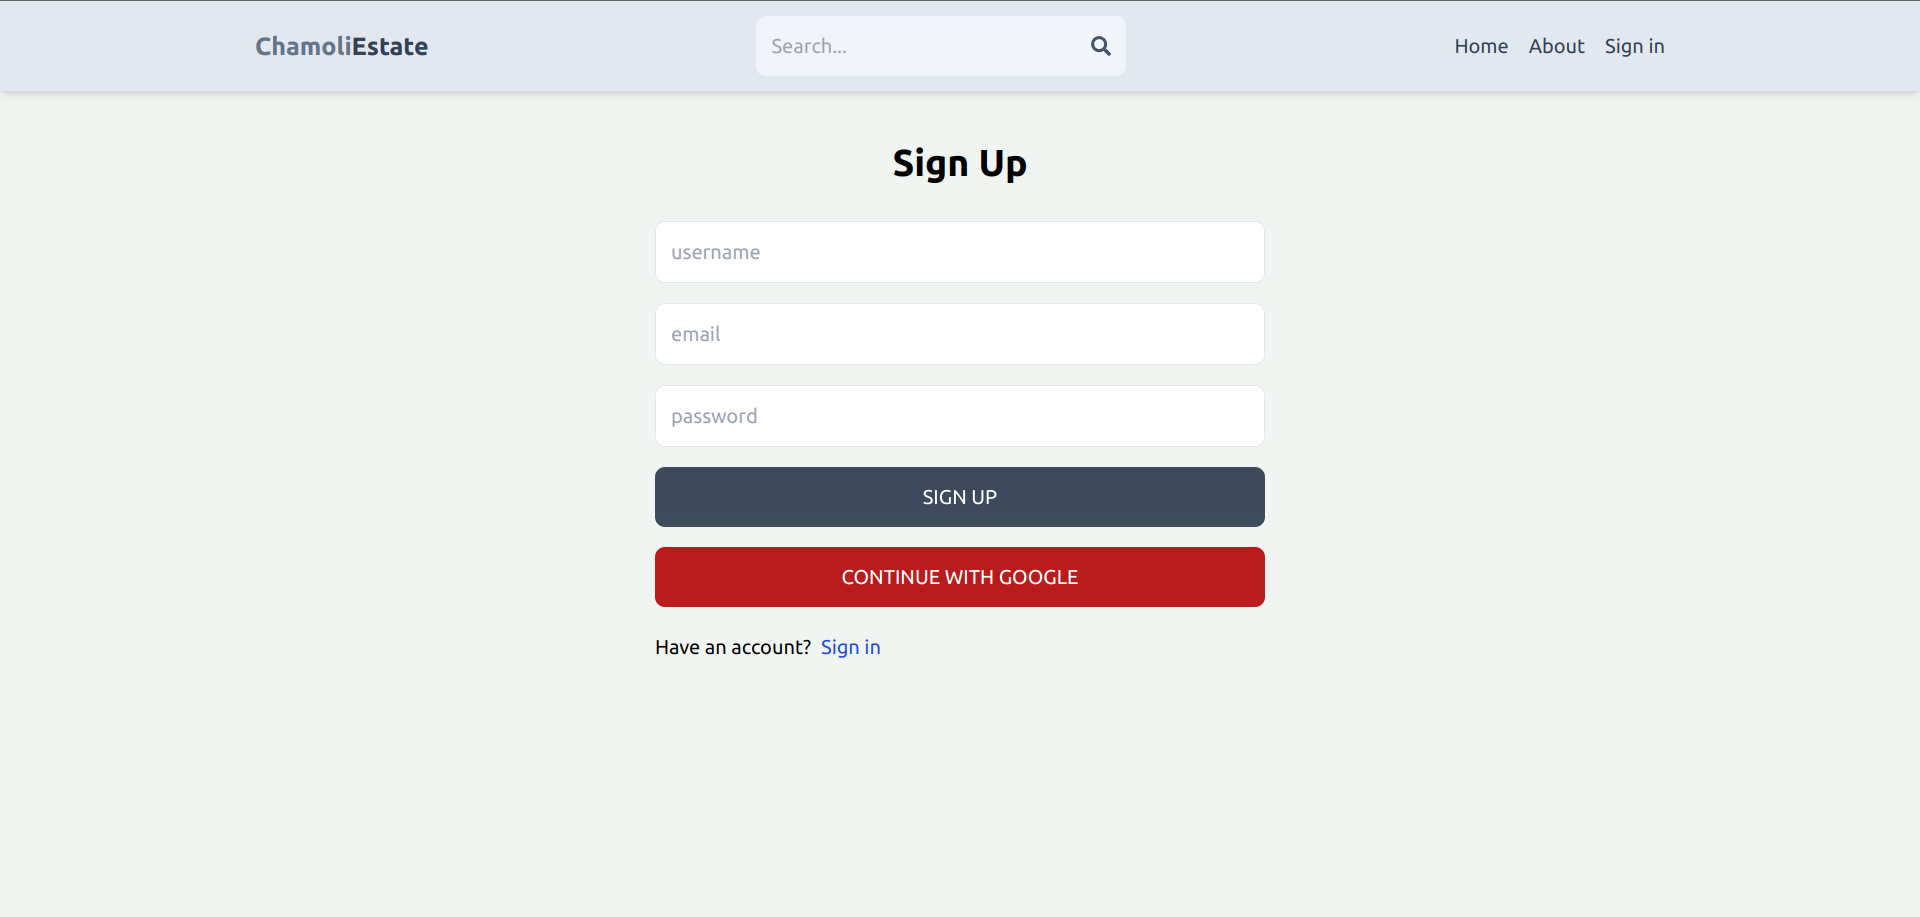 ChamoliEstate
Search...
Home About Sign in
Sign Up
username
email
password
SIGN UP
CONTINUE WITH GOOGLE
Have an account? Sign in